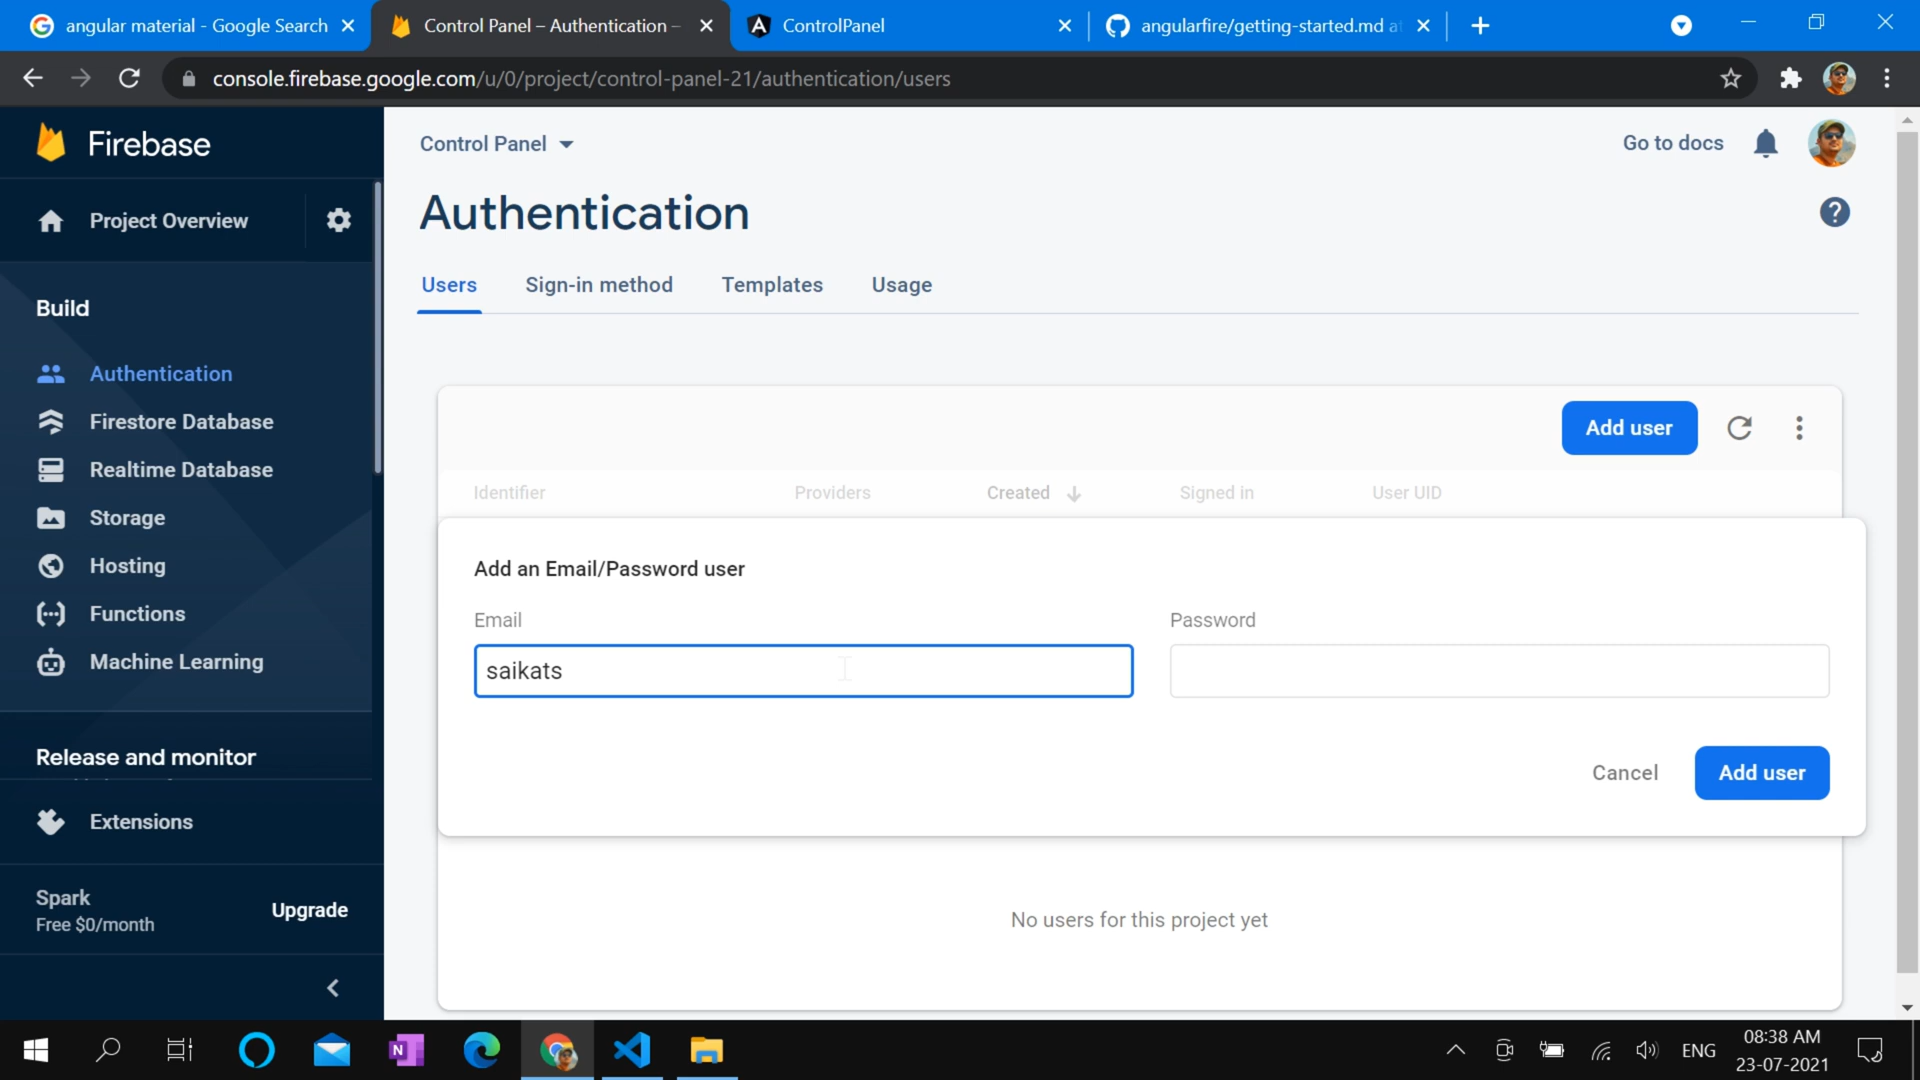 angular material - Google Search
Control Panel – Authentication –
ControlPanel
angularfire/getting-started.md at
console.firebase.google.com/u/0/project/control-panel-21/authentication/users
Firebase
Control Panel
Go to docs
Project Overview
Authentication
Users
Sign-in method
Templates
Usage
Build
Authentication
Firestore Database
Realtime Database
Storage
Hosting
Functions
Machine Learning
Add user
Identifier
Providers
Created
Signed in
User UID
Add an Email/Password user
Email
Password
saikats
Cancel
Add user
Release and monitor
Extensions
Spark
Free $0/month
Upgrade
No users for this project yet
ENG
08:38 AM
23-07-2021